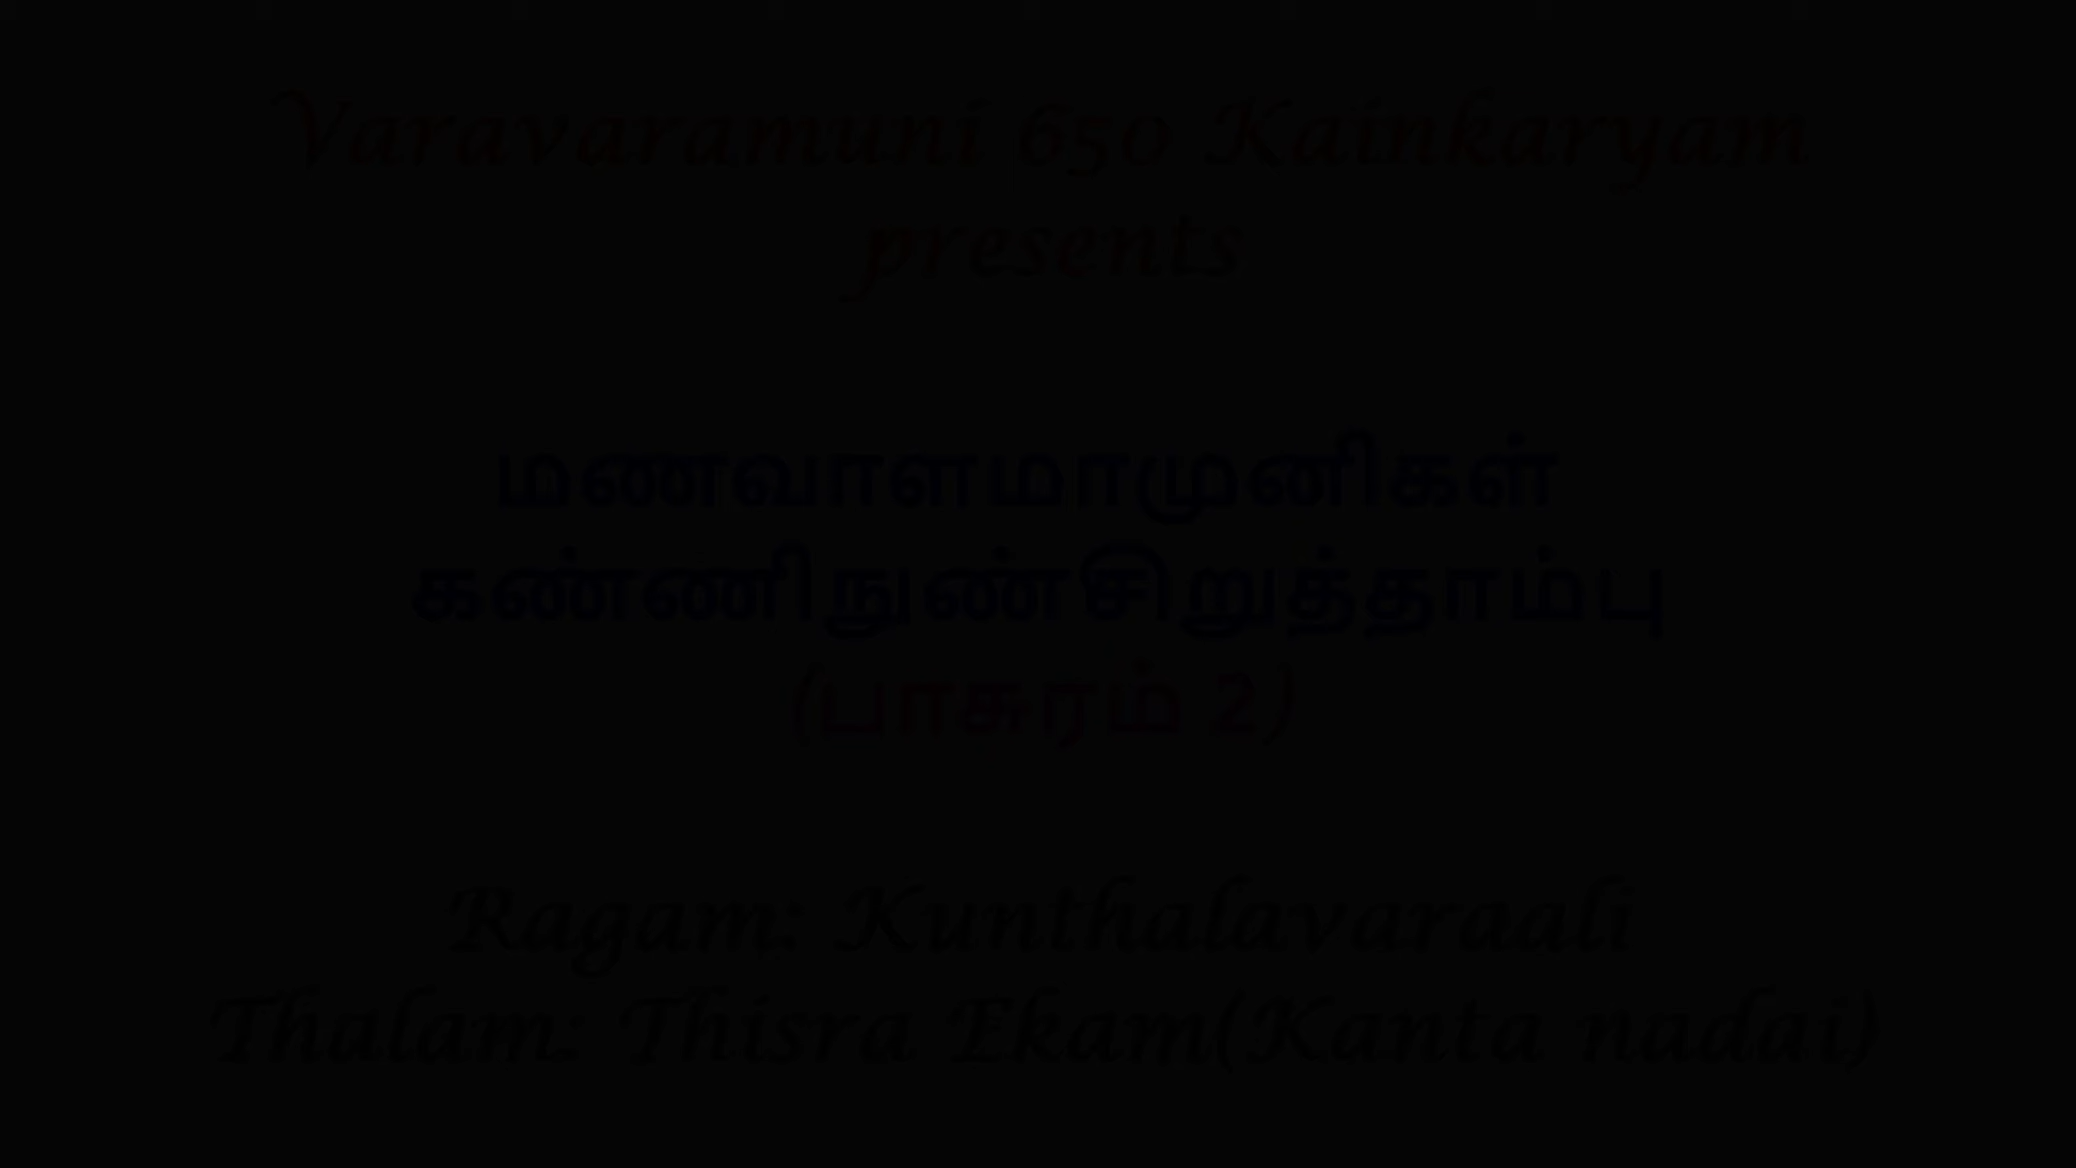 Varavaramuni 650 Kainkaryam
presents
மணவாளமாமுனிகள்
கண்ணிநுண்சிறுத்தாம்பு
(பாசுரம் 2)
Ragam: Kunthalavaraali
Thalam: Thisra Ekam(Kanta nadai)